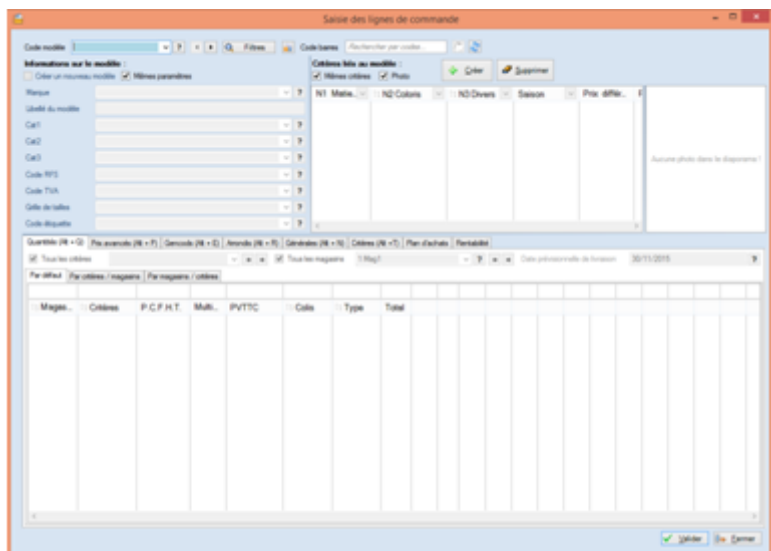 Saisie des lignes de commande
Code modèle ? Filtres Code barres Rechercher par codes...
Informations sur le modèle : Critères liés au modèle :
Créer un nouveau modèle Mêmes paramètres Mêmes critères Photo Créer Supprimer
Marque ? N1 Matie... N2 Coloris N3 Divers Saison Prix différ...
Libellé du modèle
Cat1 ?
Cat2 ?
Cat3 ? Aucune photo dans le diaporama !
Code RFS ?
Code TVA ?
Grille de tailles ?
Code étiquette ?
Quantités (Alt + Q) Prix avancés (Alt + P) Gencods (Alt + G) Arrondis (Alt + R) Générales (Alt + N) Critères (Alt + T) Plan d'achats Rentabilité
Tous les critères Tous les magasins 1 Mag1 ? Date prévisionnelle de livraison 30/11/2015 ?
Par défaut Par critères / magasins Par magasins / critères
Magas... Critères P.C.F.H.T. Multi... PVTTC Colis Type Total
Valider Fermer